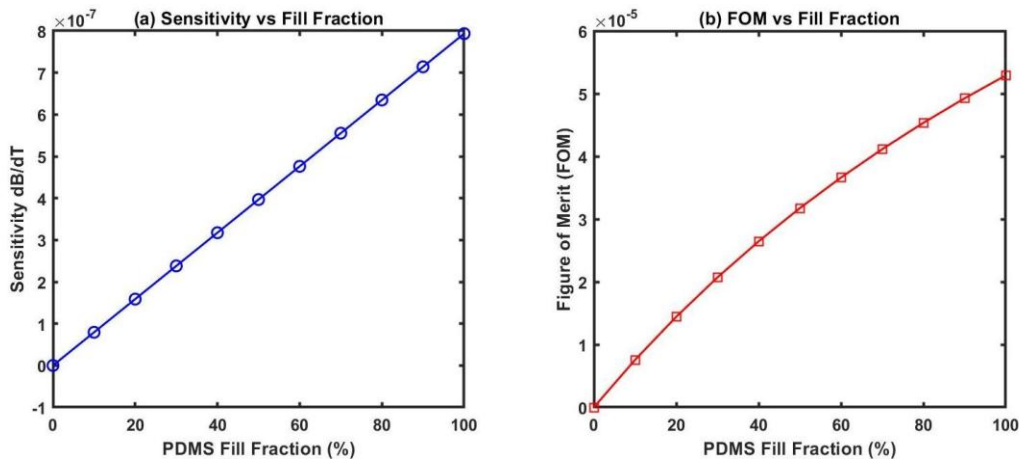 (a) Sensitivity vs Fill Fraction
×10⁻⁷
8
7
6
5
4
3
2
1
0
-1
Sensitivity dB/dT
0 20 40 60 80 100
PDMS Fill Fraction (%)
(b) FOM vs Fill Fraction
×10⁻⁵
6
5
4
3
2
1
0
Figure of Merit (FOM)
0 20 40 60 80 100
PDMS Fill Fraction (%)